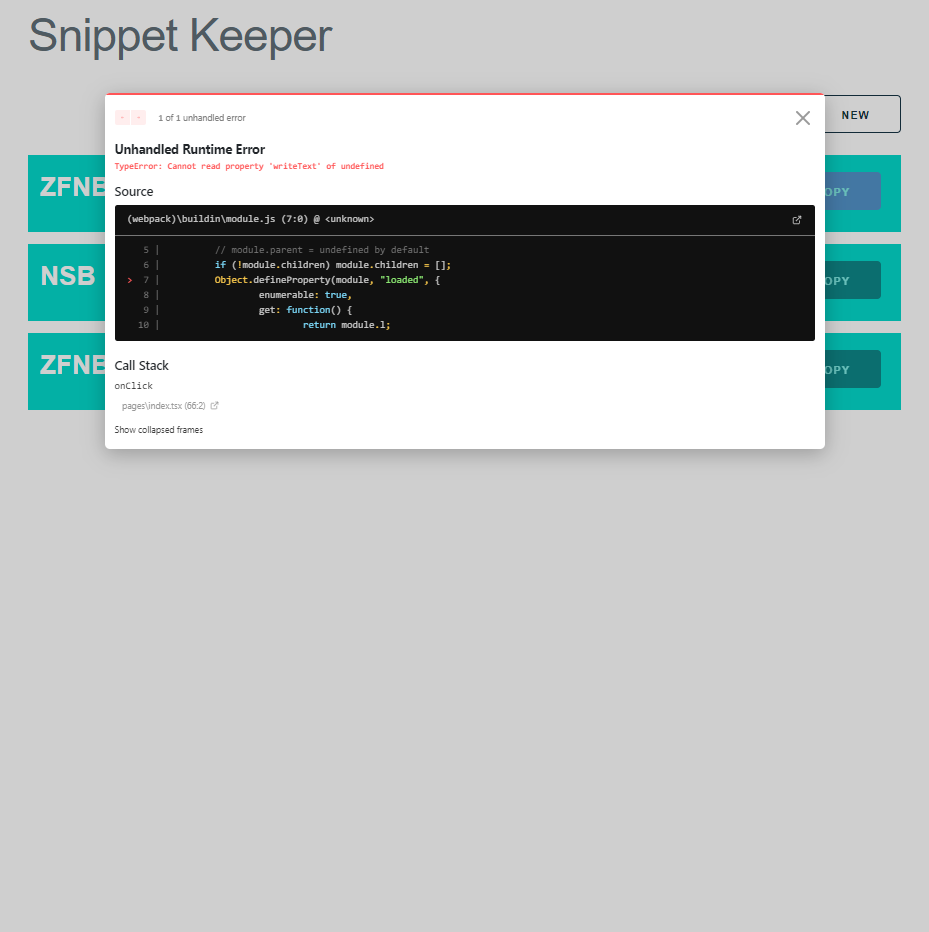 Snippet Keeper
NEW
1 of 1 unhandled error
Unhandled Runtime Error
TypeError: Cannot read property 'writeText' of undefined
Source
(webpack)\buildin\module.js (7:0) @ <unknown>
5 | // module.parent = undefined by default
6 | if (!module.children) module.children = [];
> 7 | Object.defineProperty(module, "loaded", {
8 | enumerable: true,
9 | get: function() {
10 | return module.l;
Call Stack
onClick
pages\index.tsx (66:2)
Show collapsed frames
ZFNE
OPY
NSB
OPY
ZFNE
OPY